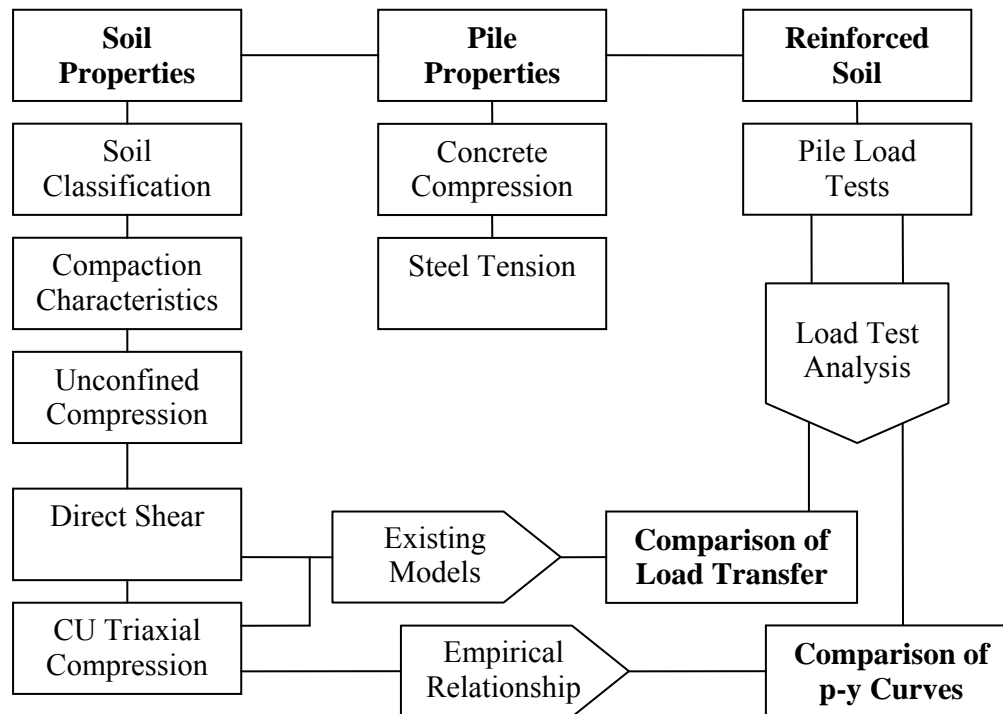 Soil
Properties
Pile
Properties
Reinforced
Soil
Soil
Classification
Concrete
Compression
Pile Load
Tests
Compaction
Characteristics
Steel Tension
Load Test
Analysis
Unconfined
Compression
Direct Shear
Existing
Models
Comparison of
Load Transfer
CU Triaxial
Compression
Empirical
Relationship
Comparison of
p-y Curves